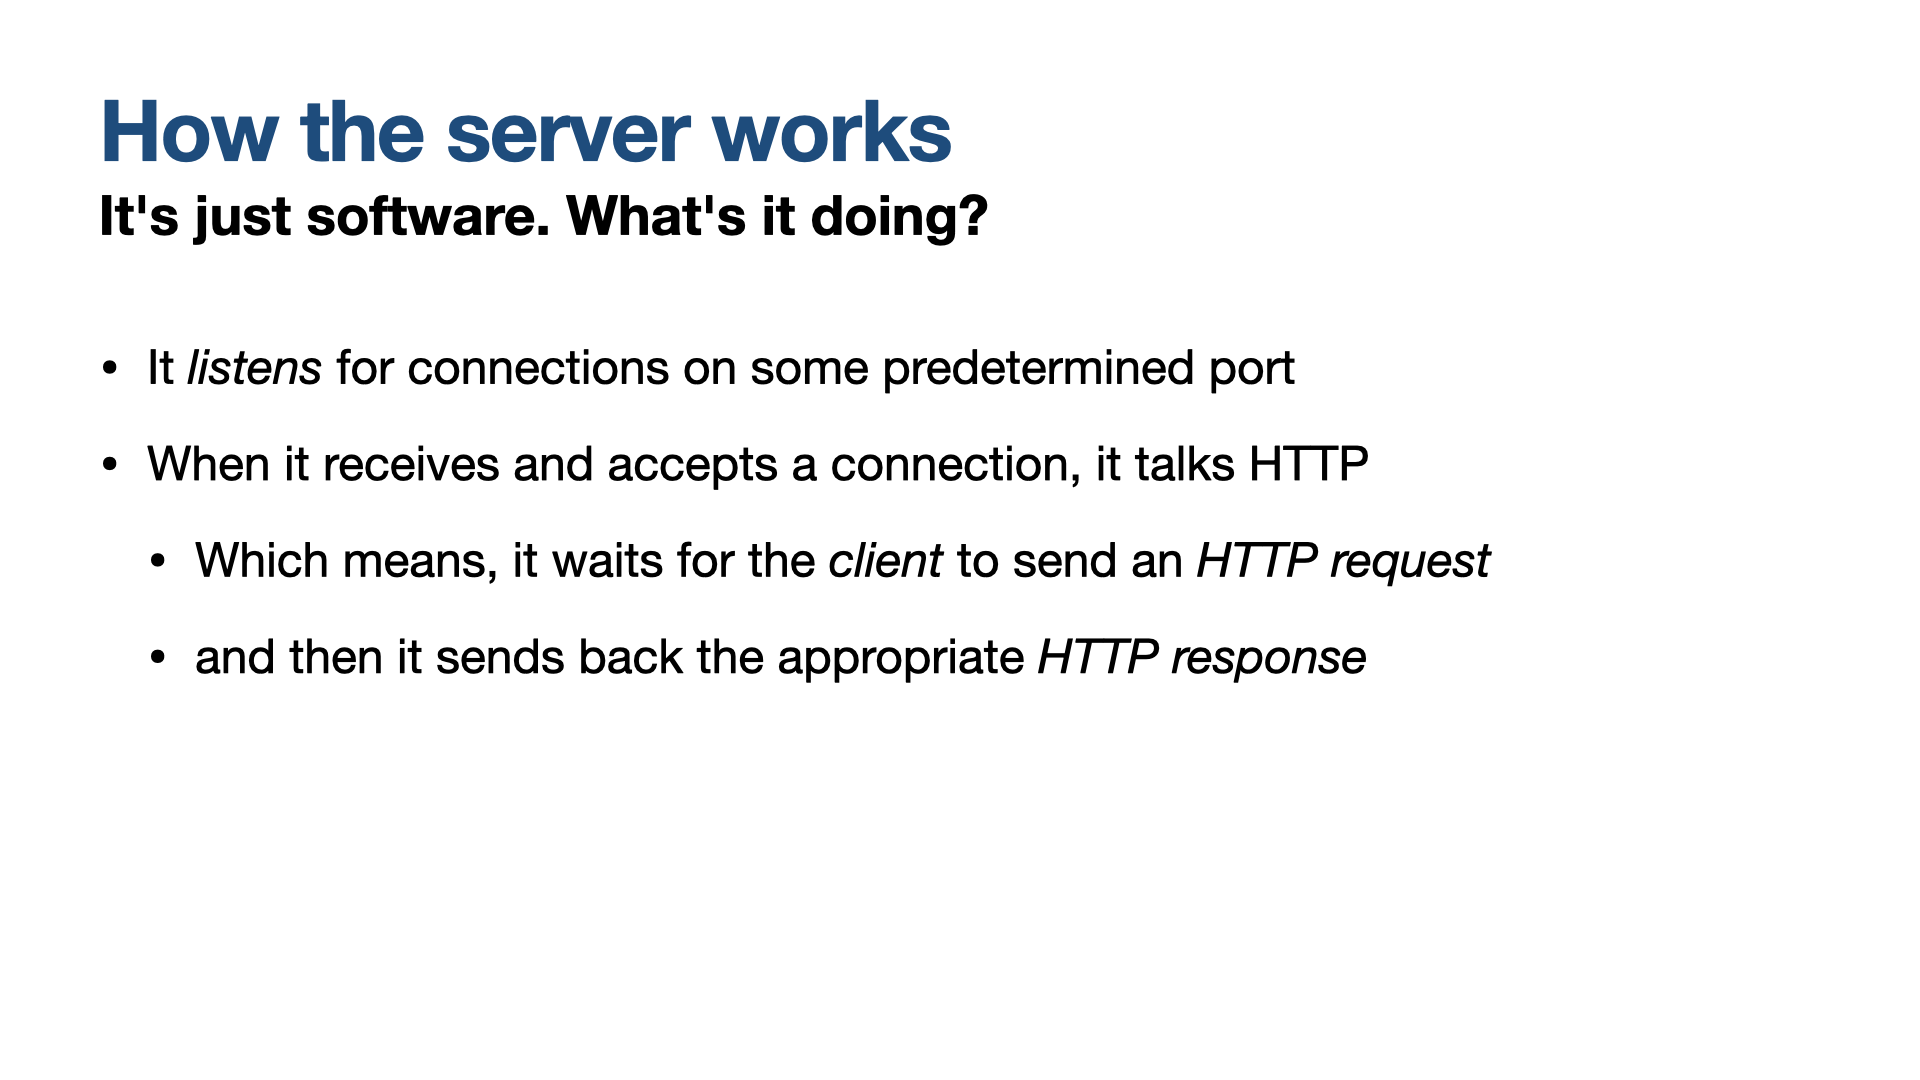 How the server works
It's just software. What's it doing?
• It listens for connections on some predetermined port
• When it receives and accepts a connection, it talks HTTP
• Which means, it waits for the client to send an HTTP request
• and then it sends back the appropriate HTTP response